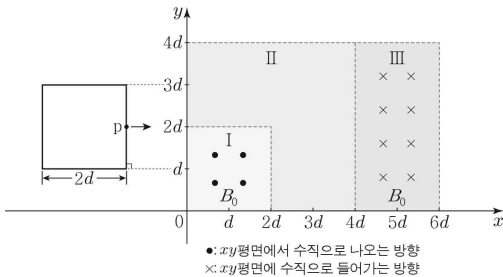 y
4d
II
III
3d
p
2d
I
d
2d
B₀
B₀
0
d
2d
3d
4d
5d
6d
x
●: xy평면에서 수직으로 나오는 방향
×: xy평면에 수직으로 들어가는 방향